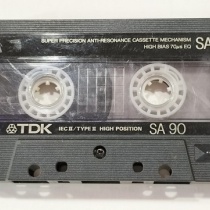 SUPER PRECISION ANTI-RESONANCE CASSETTE MECHANISM
SA HIGH BIAS 70μs EQ SA
TDK IEC II/TYPE II HIGH POSITION SA 90